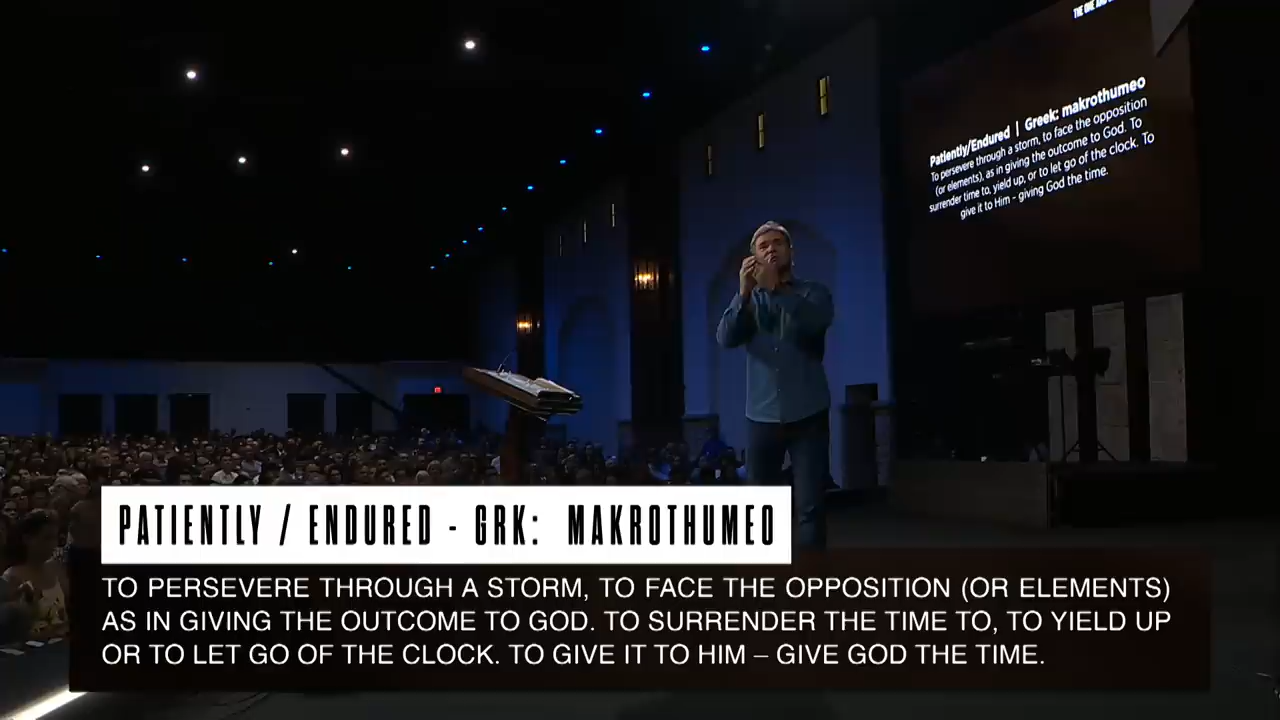 THE ONE AND
Patiently/Endured | Greek: makrothumeo
To persevere through a storm, to face the opposition
(or elements), as in giving the outcome to God. To
surrender time to, yield up, or to let go of the clock. To
give it to Him - giving God the time.
PATIENTLY / ENDURED - GRK: MAKROTHUMEO
TO PERSEVERE THROUGH A STORM, TO FACE THE OPPOSITION (OR ELEMENTS)
AS IN GIVING THE OUTCOME TO GOD. TO SURRENDER THE TIME TO, TO YIELD UP
OR TO LET GO OF THE CLOCK. TO GIVE IT TO HIM – GIVE GOD THE TIME.